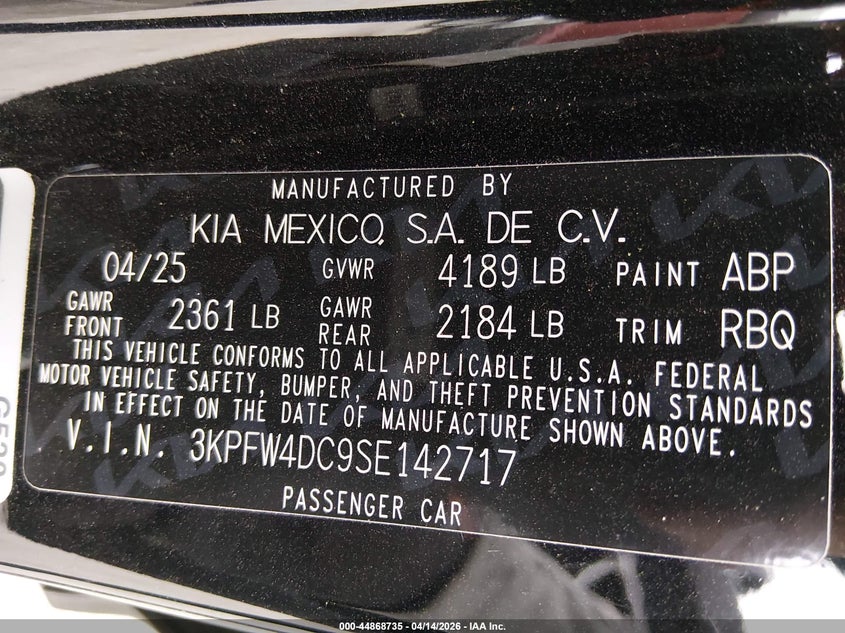 MANUFACTURED BY
KIA MEXICO, S.A. DE C.V.
04/25 GVWR 4189 LB PAINT ABP
GAWR FRONT 2361 LB GAWR REAR 2184 LB TRIM RBQ
THIS VEHICLE CONFORMS TO ALL APPLICABLE U.S.A. FEDERAL
MOTOR VEHICLE SAFETY, BUMPER, AND THEFT PREVENTION STANDARDS
IN EFFECT ON THE DATE OF MANUFACTURE SHOWN ABOVE.
V.I.N. 3KPFW4DC9SE142717
PASSENGER CAR
000-44868735 - 04/14/2026 - IAA Inc.